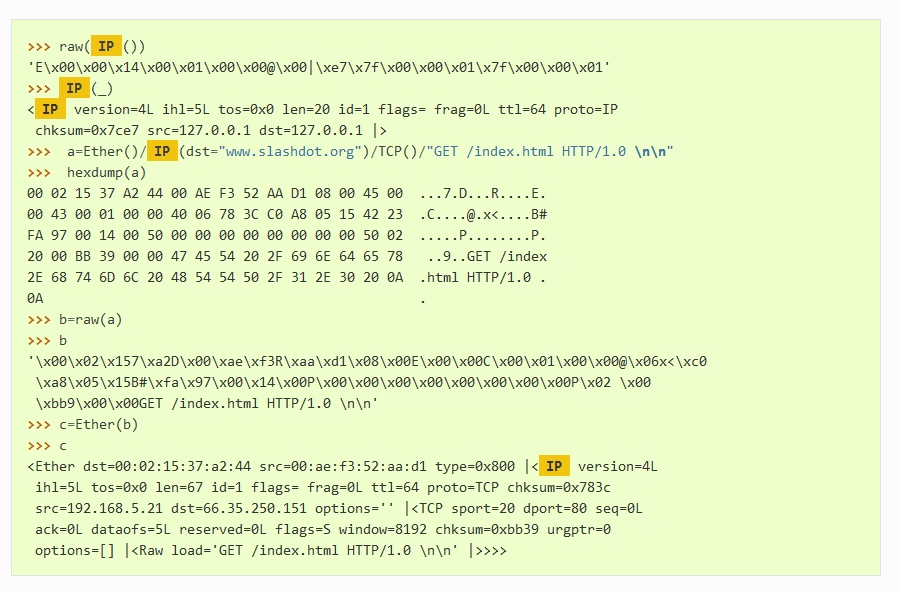 >>> raw(IP())
'E\x00\x00\x14\x00\x01\x00\x00@\x00|\xe7\x7f\x00\x00\x01\x7f\x00\x00\x01'
>>> IP(_)
<IP version=4L ihl=5L tos=0x0 len=20 id=1 flags= frag=0L ttl=64 proto=IP
 chksum=0x7ce7 src=127.0.0.1 dst=127.0.0.1 |>
>>>  a=Ether()/IP(dst="www.slashdot.org")/TCP()/"GET /index.html HTTP/1.0 \n\n"
>>>  hexdump(a)
00 02 15 37 A2 44 00 AE F3 52 AA D1 08 00 45 00  ...7.D...R....E.
00 43 00 01 00 00 40 06 78 3C C0 A8 05 15 42 23  .C....@.x<....B#
FA 97 00 14 00 50 00 00 00 00 00 00 00 00 50 02  .....P........P.
20 00 BB 39 00 00 47 45 54 20 2F 69 6E 64 65 78   ..9..GET /index
2E 68 74 6D 6C 20 48 54 54 50 2F 31 2E 30 20 0A  .html HTTP/1.0 .
0A                                               .
>>> b=raw(a)
>>> b
'\x00\x02\x157\xa2D\x00\xae\xf3R\xaa\xd1\x08\x00E\x00\x00C\x00\x01\x00\x00@\x06x<\xc0
 \xa8\x05\x15B#\xfa\x97\x00\x14\x00P\x00\x00\x00\x00\x00\x00\x00\x00P\x02 \x00
 \xbb9\x00\x00GET /index.html HTTP/1.0 \n\n'
>>> c=Ether(b)
>>> c
<Ether dst=00:02:15:37:a2:44 src=00:ae:f3:52:aa:d1 type=0x800 |<IP version=4L
 ihl=5L tos=0x0 len=67 id=1 flags= frag=0L ttl=64 proto=TCP chksum=0x783c
 src=192.168.5.21 dst=66.35.250.151 options='' |<TCP sport=20 dport=80 seq=0L
 ack=0L dataofs=5L reserved=0L flags=S window=8192 chksum=0xbb39 urgptr=0
 options=[] |<Raw load='GET /index.html HTTP/1.0 \n\n' |>>>>